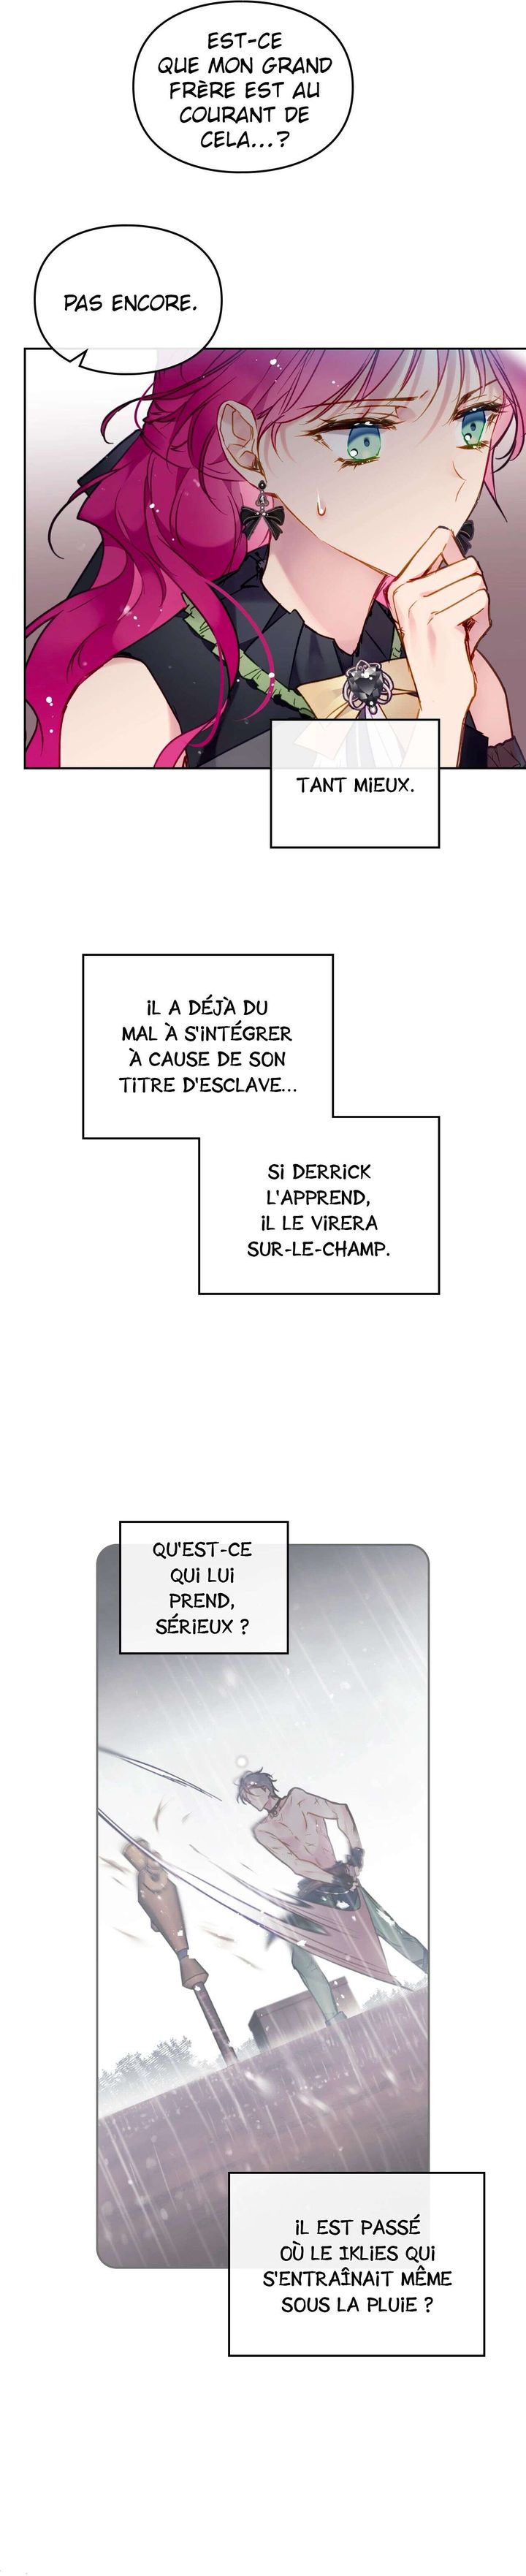 EST-CE
QUE MON GRAND
FRÈRE EST AU
COURANT DE
CELA...?
PAS ENCORE.
TANT MIEUX.
IL A DÉJÀ DU
MAL À S'INTÉGRER
À CAUSE DE SON
TITRE D'ESCLAVE...
SI DERRICK
L'APPREND,
IL LE VIRERA
SUR-LE-CHAMP.
QU'EST-CE
QUI LUI
PREND,
SÉRIEUX ?
IL EST PASSÉ
OÙ LE IKLIES QUI
S'ENTRAÎNAIT MÊME
SOUS LA PLUIE ?